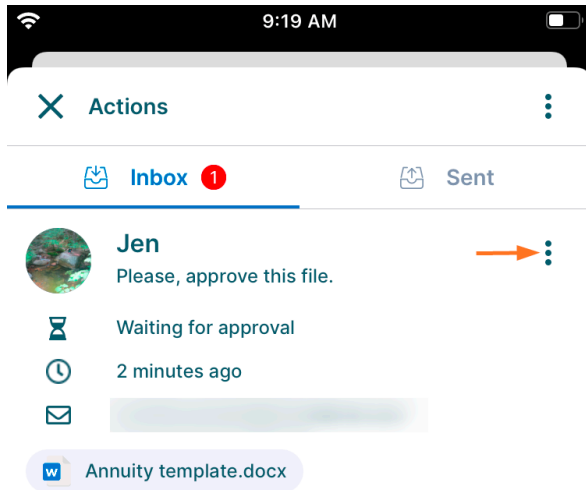 9:19 AM
Actions
Inbox 1
Sent
Jen
Please, approve this file.
Waiting for approval
2 minutes ago
W
Annuity template.docx